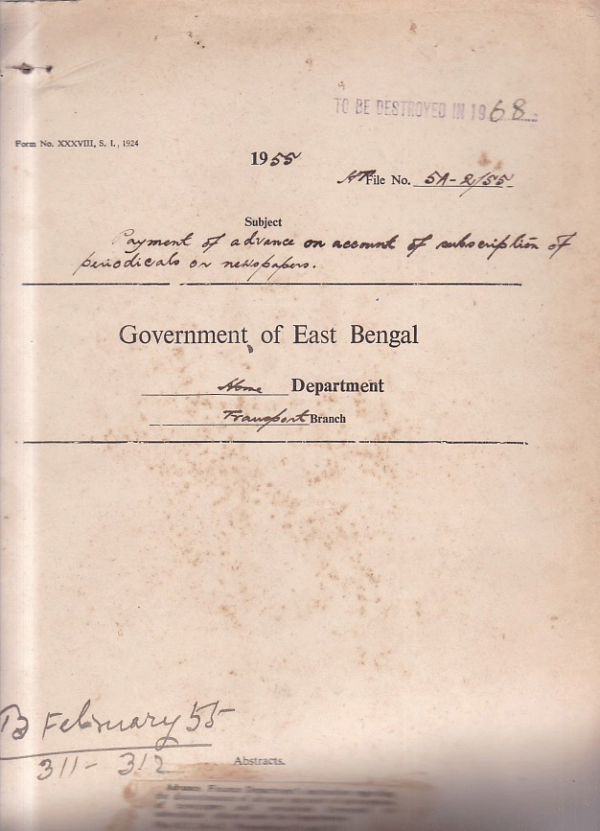 TO BE DESTROYED IN 1968.
Form No. XXXVIII, S. I., 1924
1955
File No. 5A-2/55
Subject
Payment of advance on account of subscription of
periodicals or newspapers.
Government of East Bengal
Home Department
Transport Branch
B February 55
311-312
Abstracts.
Advance. Finance Department's